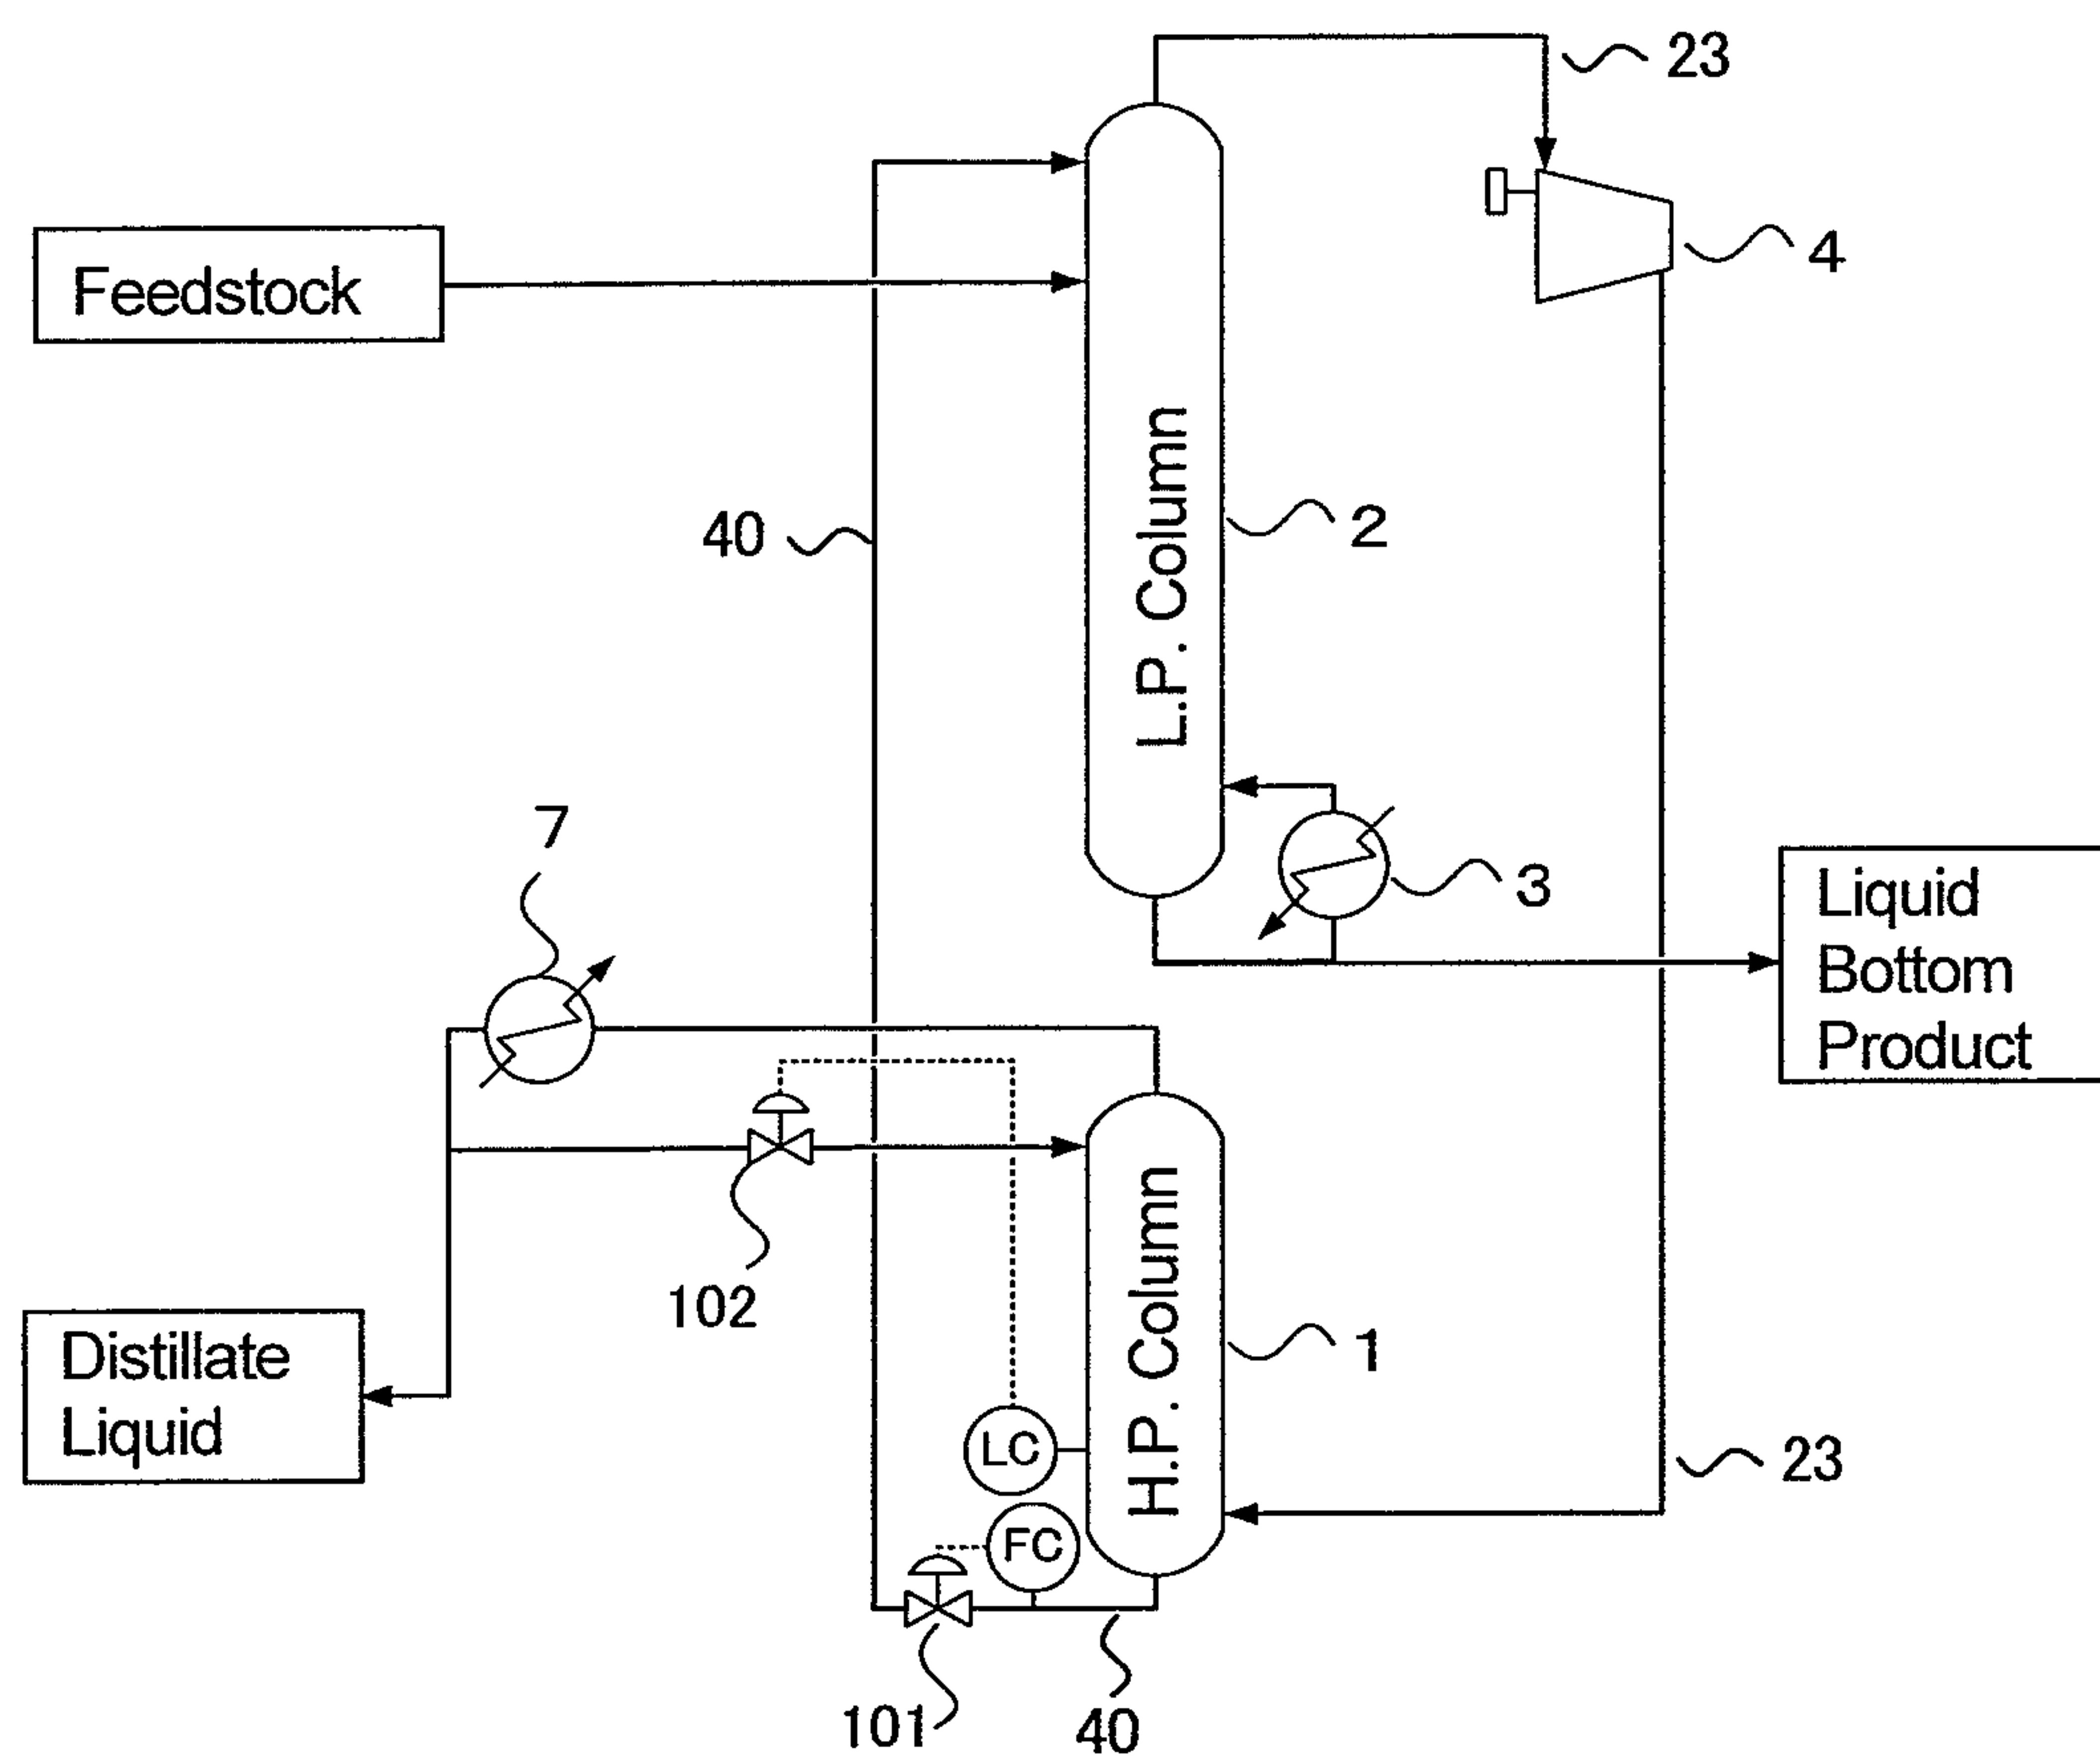 23
4
Feedstock
L.P. Column
2
40
7
3
Liquid
Bottom
Product
102
H.P. Column
1
Distillate
Liquid
LC
23
FC
101
40